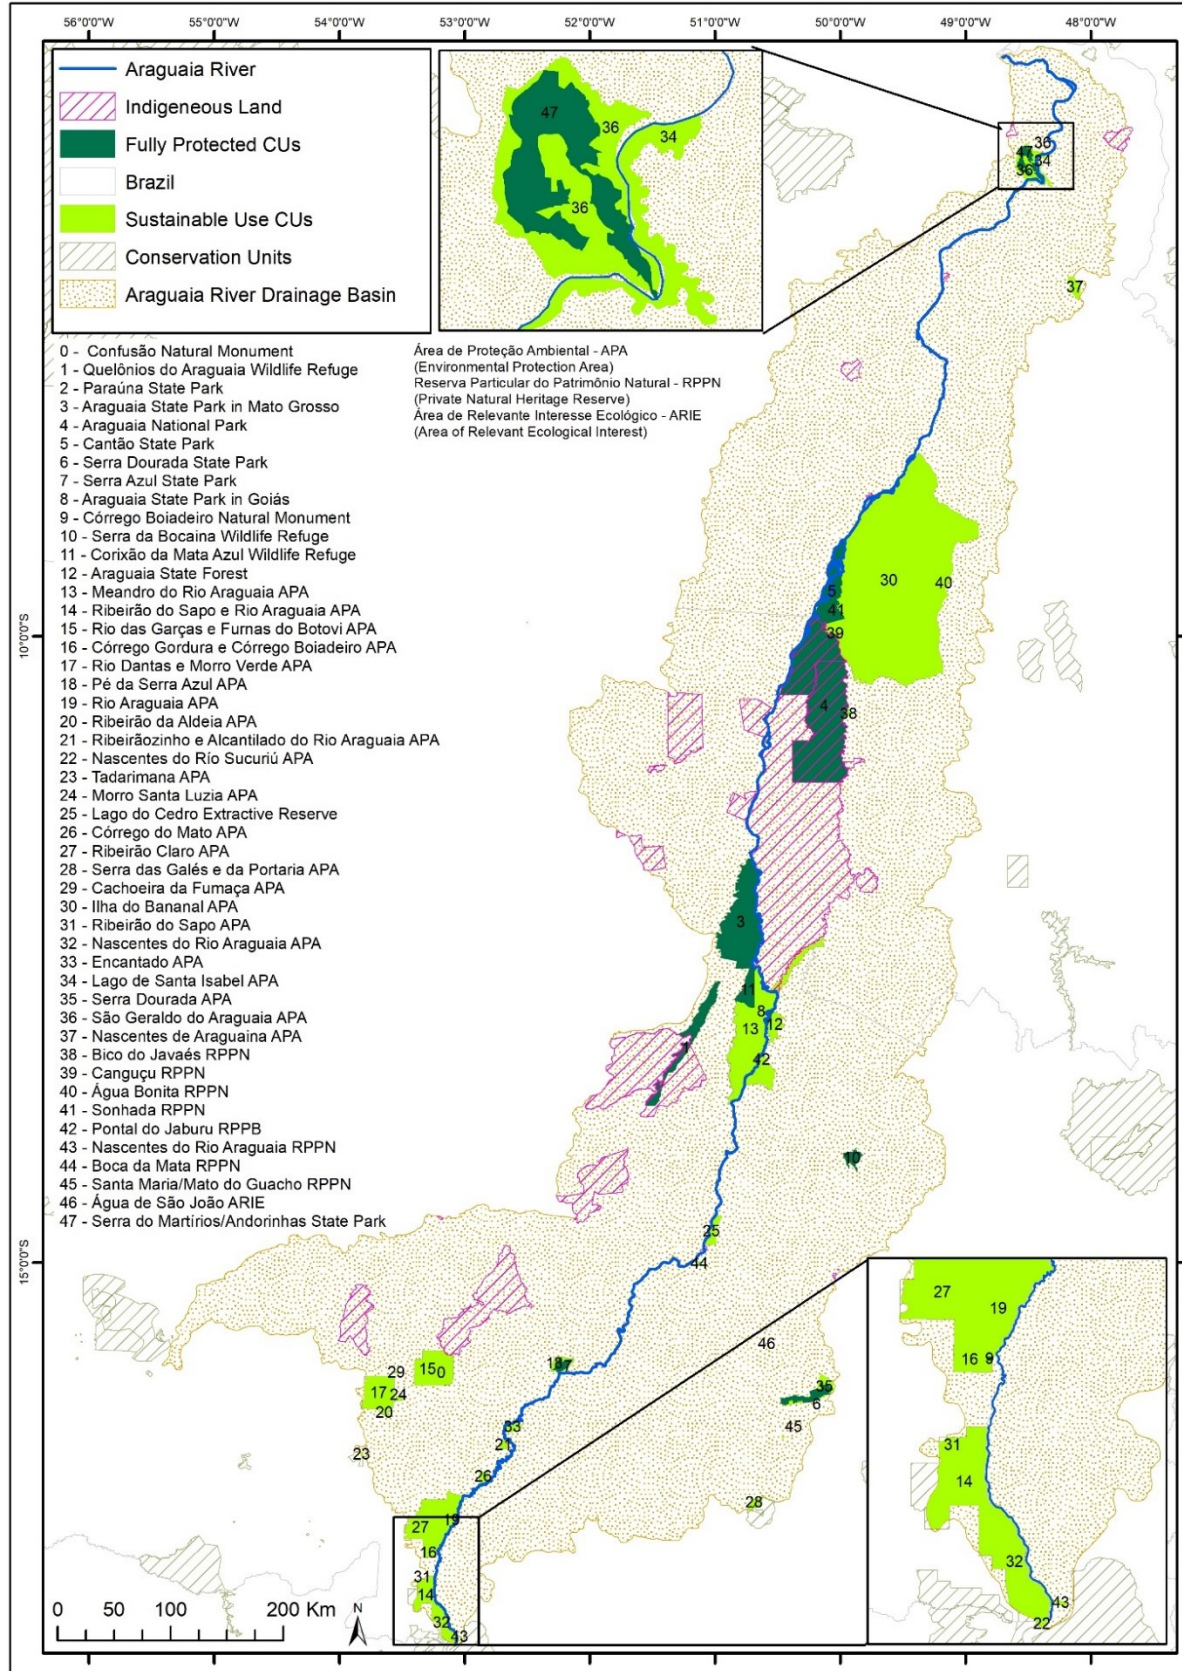 56°0'0"W 55°0'0"W 54°0'0"W 53°0'0"W 52°0'0"W 51°0'0"W 50°0'0"W 49°0'0"W 48°0'0"W
Araguaia River
Indigeneous Land
Fully Protected CUs
Brazil
Sustainable Use CUs
Conservation Units
Araguaia River Drainage Basin
47
36
34
36
36
47
34
36
37
0 - Confusão Natural Monument
1 - Quelônios do Araguaia Wildlife Refuge
2 - Paraúna State Park
3 - Araguaia State Park in Mato Grosso
4 - Araguaia National Park
5 - Cantão State Park
6 - Serra Dourada State Park
7 - Serra Azul State Park
8 - Araguaia State Park in Goiás
9 - Córrego Boiadeiro Natural Monument
10 - Serra da Bocaina Wildlife Refuge
11 - Corixão da Mata Azul Wildlife Refuge
12 - Araguaia State Forest
13 - Meandro do Rio Araguaia APA
14 - Ribeirão do Sapo e Rio Araguaia APA
15 - Rio das Garças e Furnas do Botovi APA
16 - Córrego Gordura e Córrego Boiadeiro APA
17 - Rio Dantas e Morro Verde APA
18 - Pé da Serra Azul APA
19 - Rio Araguaia APA
20 - Ribeirão da Aldeia APA
21 - Ribeirãozinho e Alcantilado do Rio Araguaia APA
22 - Nascentes do Río Sucuriú APA
23 - Tadarimana APA
24 - Morro Santa Luzia APA
25 - Lago do Cedro Extractive Reserve
26 - Córrego do Mato APA
27 - Ribeirão Claro APA
28 - Serra das Galés e da Portaria APA
29 - Cachoeira da Fumaça APA
30 - Ilha do Bananal APA
31 - Ribeirão do Sapo APA
32 - Nascentes do Rio Araguaia APA
33 - Encantado APA
34 - Lago de Santa Isabel APA
35 - Serra Dourada APA
36 - São Geraldo do Araguaia APA
37 - Nascentes de Araguaina APA
38 - Bico do Javaés RPPN
39 - Canguçu RPPN
40 - Água Bonita RPPN
41 - Sonhada RPPN
42 - Pontal do Jaburu RPPB
43 - Nascentes do Rio Araguaia RPPN
44 - Boca da Mata RPPN
45 - Santa Maria/Mato do Guacho RPPN
46 - Água de São João ARIE
47 - Serra do Martírios/Andorinhas State Park
Área de Proteção Ambiental - APA
(Environmental Protection Area)
Reserva Particular do Patrimônio Natural - RPPN
(Private Natural Heritage Reserve)
Área de Relevante Interesse Ecológico - ARIE
(Area of Relevant Ecological Interest)
30
40
5
41
39
10°0'0"S
4
38
3
11
8
13
12
1
42
10
25
44
15°0'0"S
46
18 7
29
15 0
17
24
20
35
6
45
33
2
23
26
28
19
27
16
31
14
32
43
27
19
16
9
31
14
32
43
22
0 50 100 200 Km
N